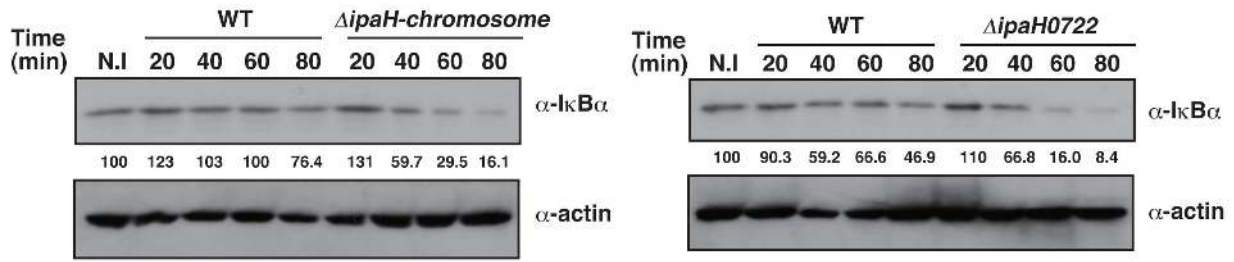 WT ΔipaH-chromosome
Time (min) N.I 20 40 60 80 20 40 60 80
α-IκBα
100 123 103 100 76.4 131 59.7 29.5 16.1
α-actin
WT ΔipaH0722
Time (min) N.I 20 40 60 80 20 40 60 80
α-IκBα
100 90.3 59.2 66.6 46.9 110 66.8 16.0 8.4
α-actin